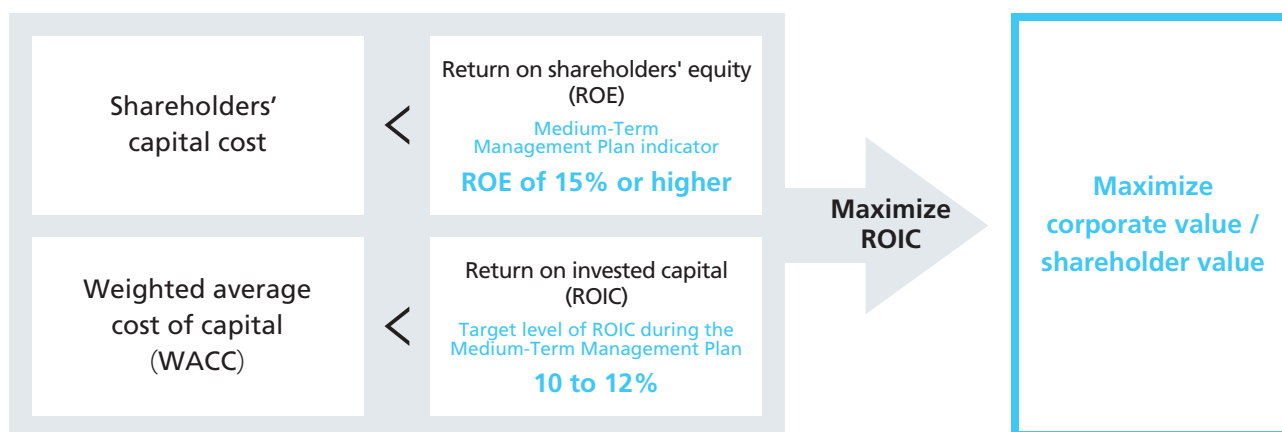 Shareholders’
capital cost
<
Return on shareholders' equity
(ROE)
Medium-Term
Management Plan indicator
ROE of 15% or higher
Weighted average
cost of capital
(WACC)
<
Return on invested capital
(ROIC)
Target level of ROIC during the
Medium-Term Management Plan
10 to 12%
Maximize
ROIC
Maximize
corporate value /
shareholder value